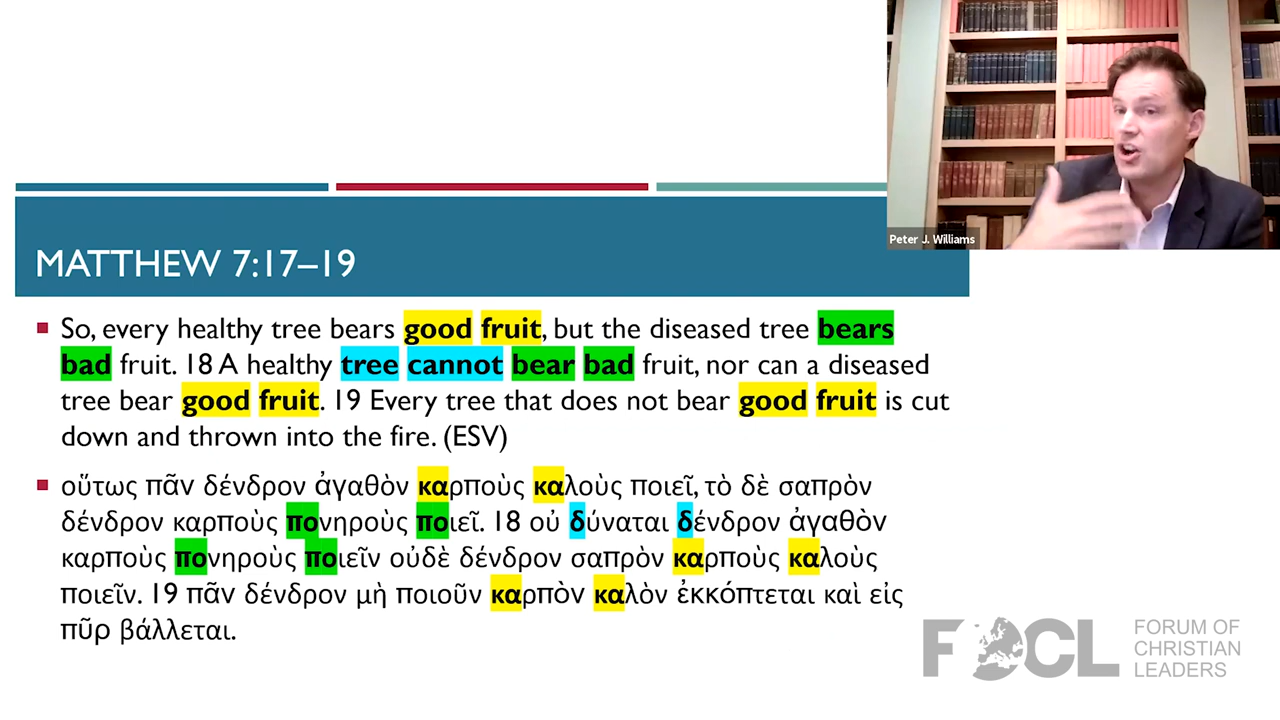 Peter J. Williams
MATTHEW 7:17–19
So, every healthy tree bears good fruit, but the diseased tree bears
bad fruit. 18 A healthy tree cannot bear bad fruit, nor can a diseased
tree bear good fruit. 19 Every tree that does not bear good fruit is cut
down and thrown into the fire. (ESV)
οὕτως πᾶν δένδρον ἀγαθὸν καρποὺς καλοὺς ποιεῖ, τὸ δὲ σαπρὸν
δένδρον καρποὺς πονηροὺς ποιεῖ. 18 οὐ δύναται δένδρον ἀγαθὸν
καρποὺς πονηροὺς ποιεῖν οὐδὲ δένδρον σαπρὸν καρποὺς καλοὺς
ποιεῖν. 19 πᾶν δένδρον μὴ ποιοῦν καρπὸν καλὸν ἐκκόπτεται καὶ εἰς
πῦρ βάλλεται.
FOCL
FORUM OF
CHRISTIAN
LEADERS